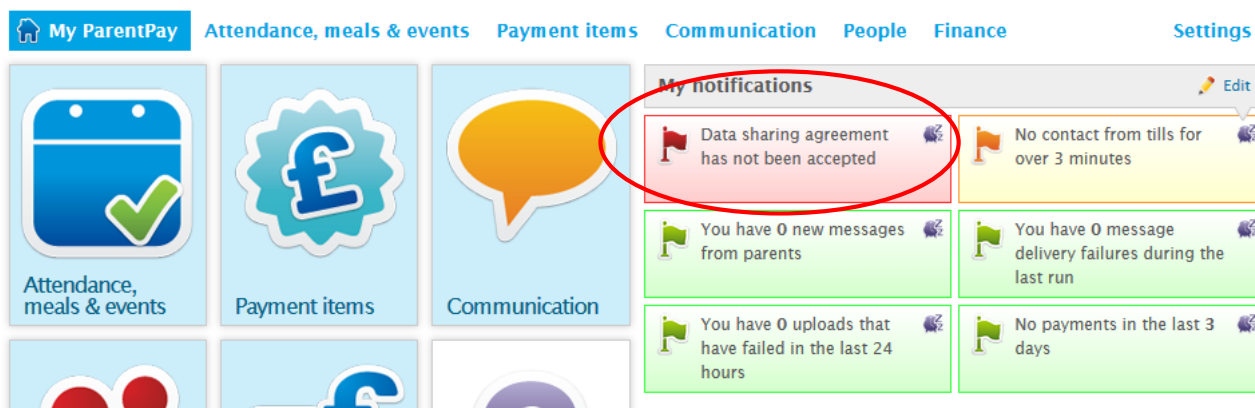 My ParentPay
Attendance, meals & events
Payment items
Communication
People
Finance
Settings
Attendance,
meals & events
Payment items
Communication
My notifications
Edit
Data sharing agreement
has not been accepted
No contact from tills for
over 3 minutes
You have 0 new messages
from parents
You have 0 message
delivery failures during the
last run
You have 0 uploads that
have failed in the last 24
hours
No payments in the last 3
days